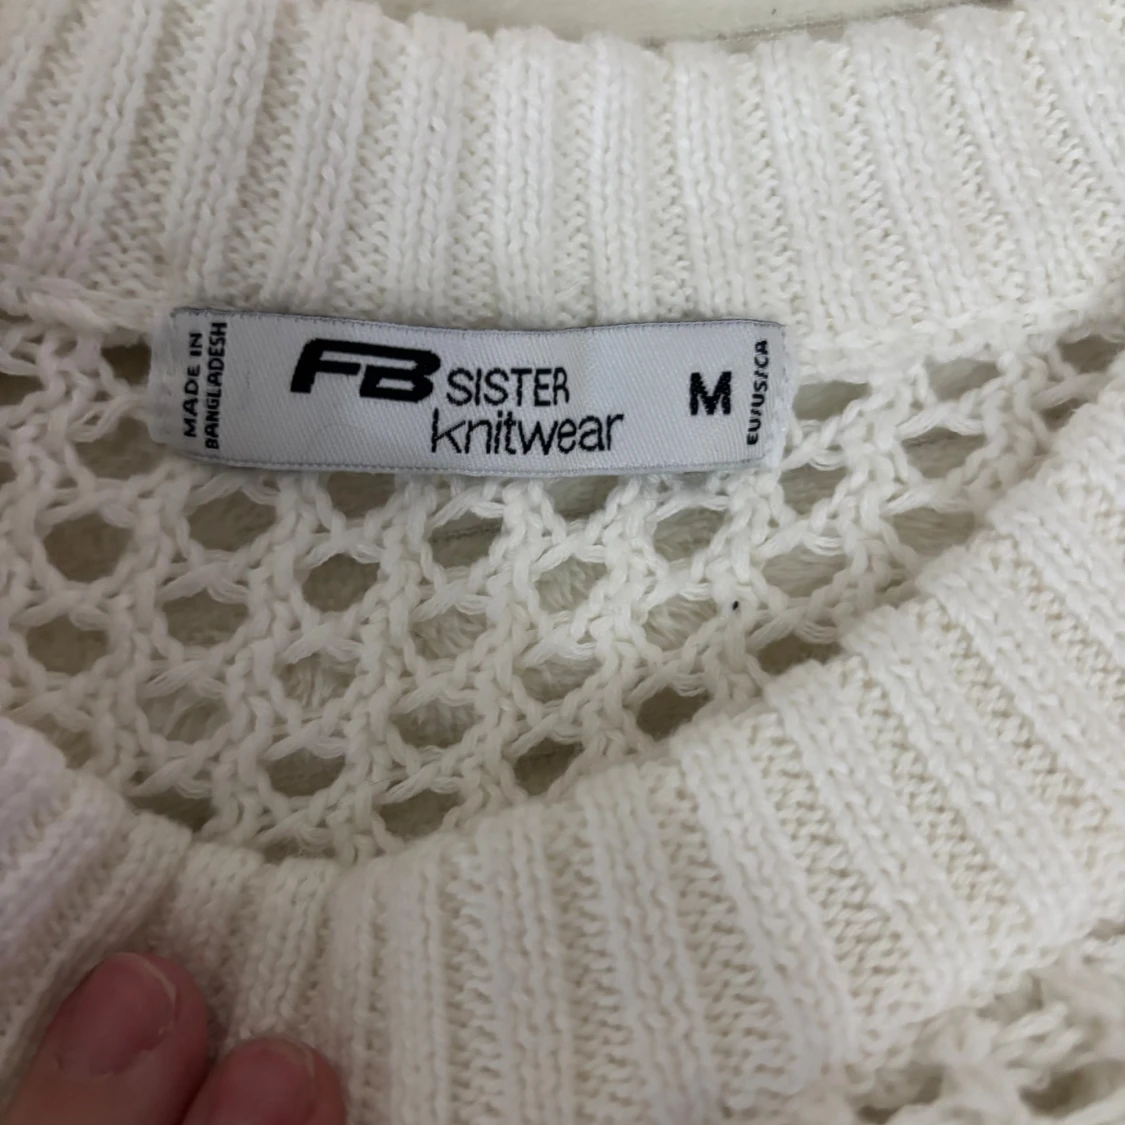 MADE IN
BANGLADESH
FB SISTER
knitwear
M
EU/US/CA